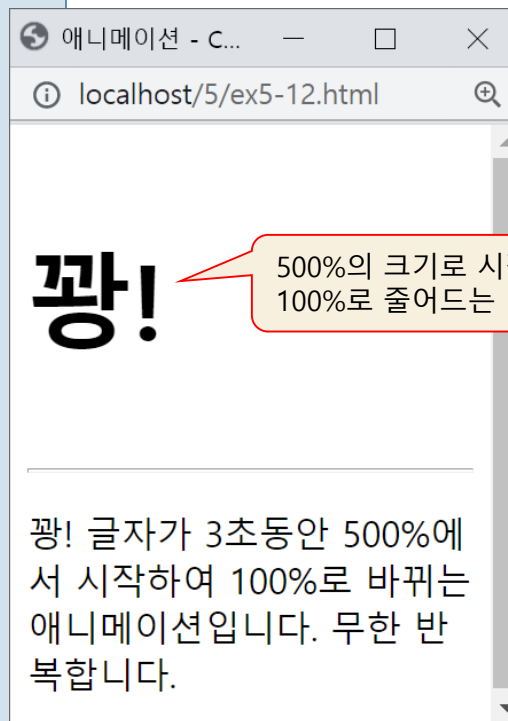 애니메이션 - C...
localhost/5/ex5-12.html
꽝!
500%의 크기로
100%로 줄어드는
꽝! 글자가 3초동안 500%에
서 시작하여 100%로 바뀌는
애니메이션입니다. 무한 반
복합니다.